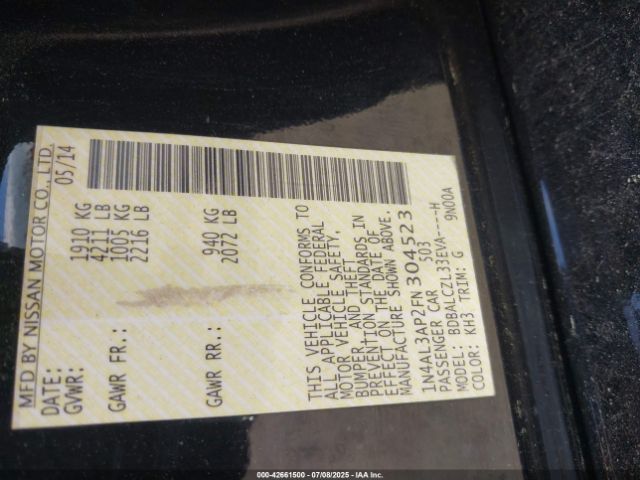 MFD BY NISSAN MOTOR CO., LTD.
DATE: 05/14
GVWR: 1910 KG
4211 LB
GAWR FR.: 1005 KG
2216 LB
GAWR RR.: 940 KG
2072 LB
THIS VEHICLE CONFORMS TO
ALL APPLICABLE FEDERAL
MOTOR VEHICLE SAFETY,
BUMPER, AND THEFT
PREVENTION STANDARDS IN
EFFECT ON THE DATE OF
MANUFACTURE SHOWN ABOVE.
1N4AL3AP2FN304523
PASSENGER CAR S03
MODEL: BDBALCZL33EVA----H
COLOR: KH3 TRIM: G 9N00A
000-42661500 | 07/08/2025 | IAA Inc.